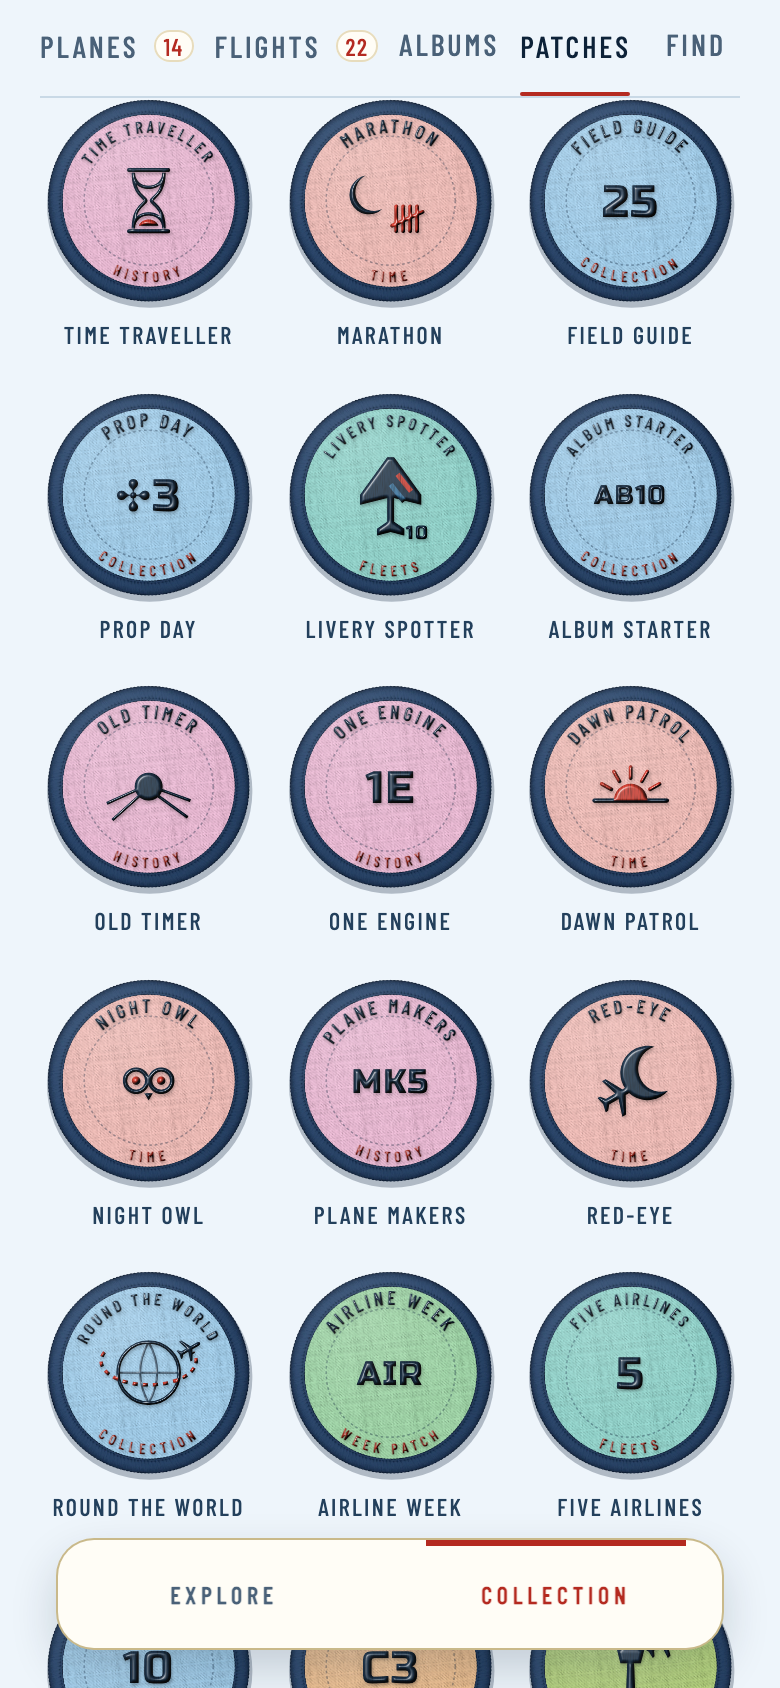 PLANES 14 FLIGHTS 22 ALBUMS PATCHES FIND
TIME TRAVELLER
HISTORY
TIME TRAVELLER
MARATHON
TIME
MARATHON
FIELD GUIDE
25
COLLECTION
FIELD GUIDE
PROP DAY
3
COLLECTION
PROP DAY
LIVERY SPOTTER
10
FLEETS
LIVERY SPOTTER
ALBUM STARTER
AB10
COLLECTION
ALBUM STARTER
OLD TIMER
HISTORY
OLD TIMER
ONE ENGINE
1E
HISTORY
ONE ENGINE
DAWN PATROL
TIME
DAWN PATROL
NIGHT OWL
TIME
NIGHT OWL
PLANE MAKERS
MK5
HISTORY
PLANE MAKERS
RED-EYE
TIME
RED-EYE
ROUND THE WORLD
COLLECTION
ROUND THE WORLD
AIRLINE WEEK
AIR
WEEK PATCH
AIRLINE WEEK
FIVE AIRLINES
5
FLEETS
FIVE AIRLINES
EXPLORE
COLLECTION
10
C3